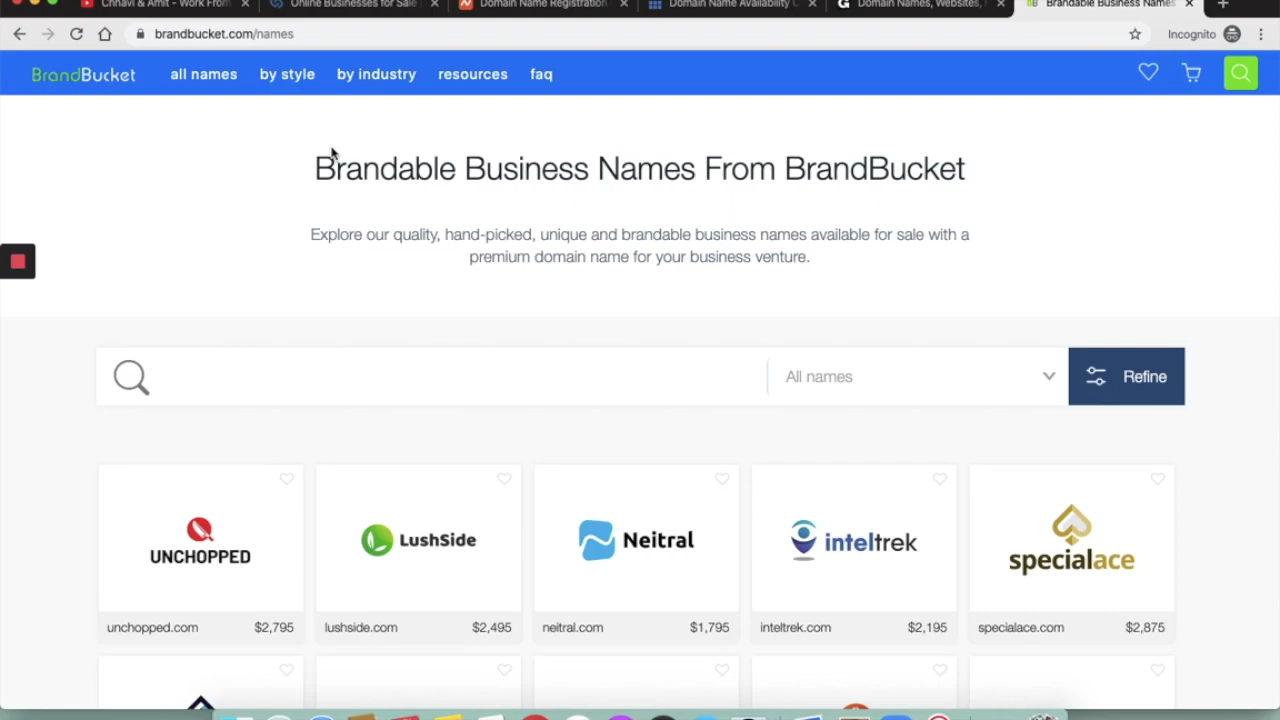 Chhavi & Amit - Work From
Online Businesses for Sale
Domain Name Registration
Domain Name Availability C
Domain Names, Websites,
Brandable Business Names
brandbucket.com/names
Incognito
BrandBucket
all names
by style
by industry
resources
faq
Brandable Business Names From BrandBucket
Explore our quality, hand-picked, unique and brandable business names available for sale with a
premium domain name for your business venture.
All names
Refine
UNCHOPPED
LushSide
Neitral
inteltrek
specialace
unchopped.com $2,795
lushside.com $2,495
neitral.com $1,795
inteltrek.com $2,195
specialace.com $2,875